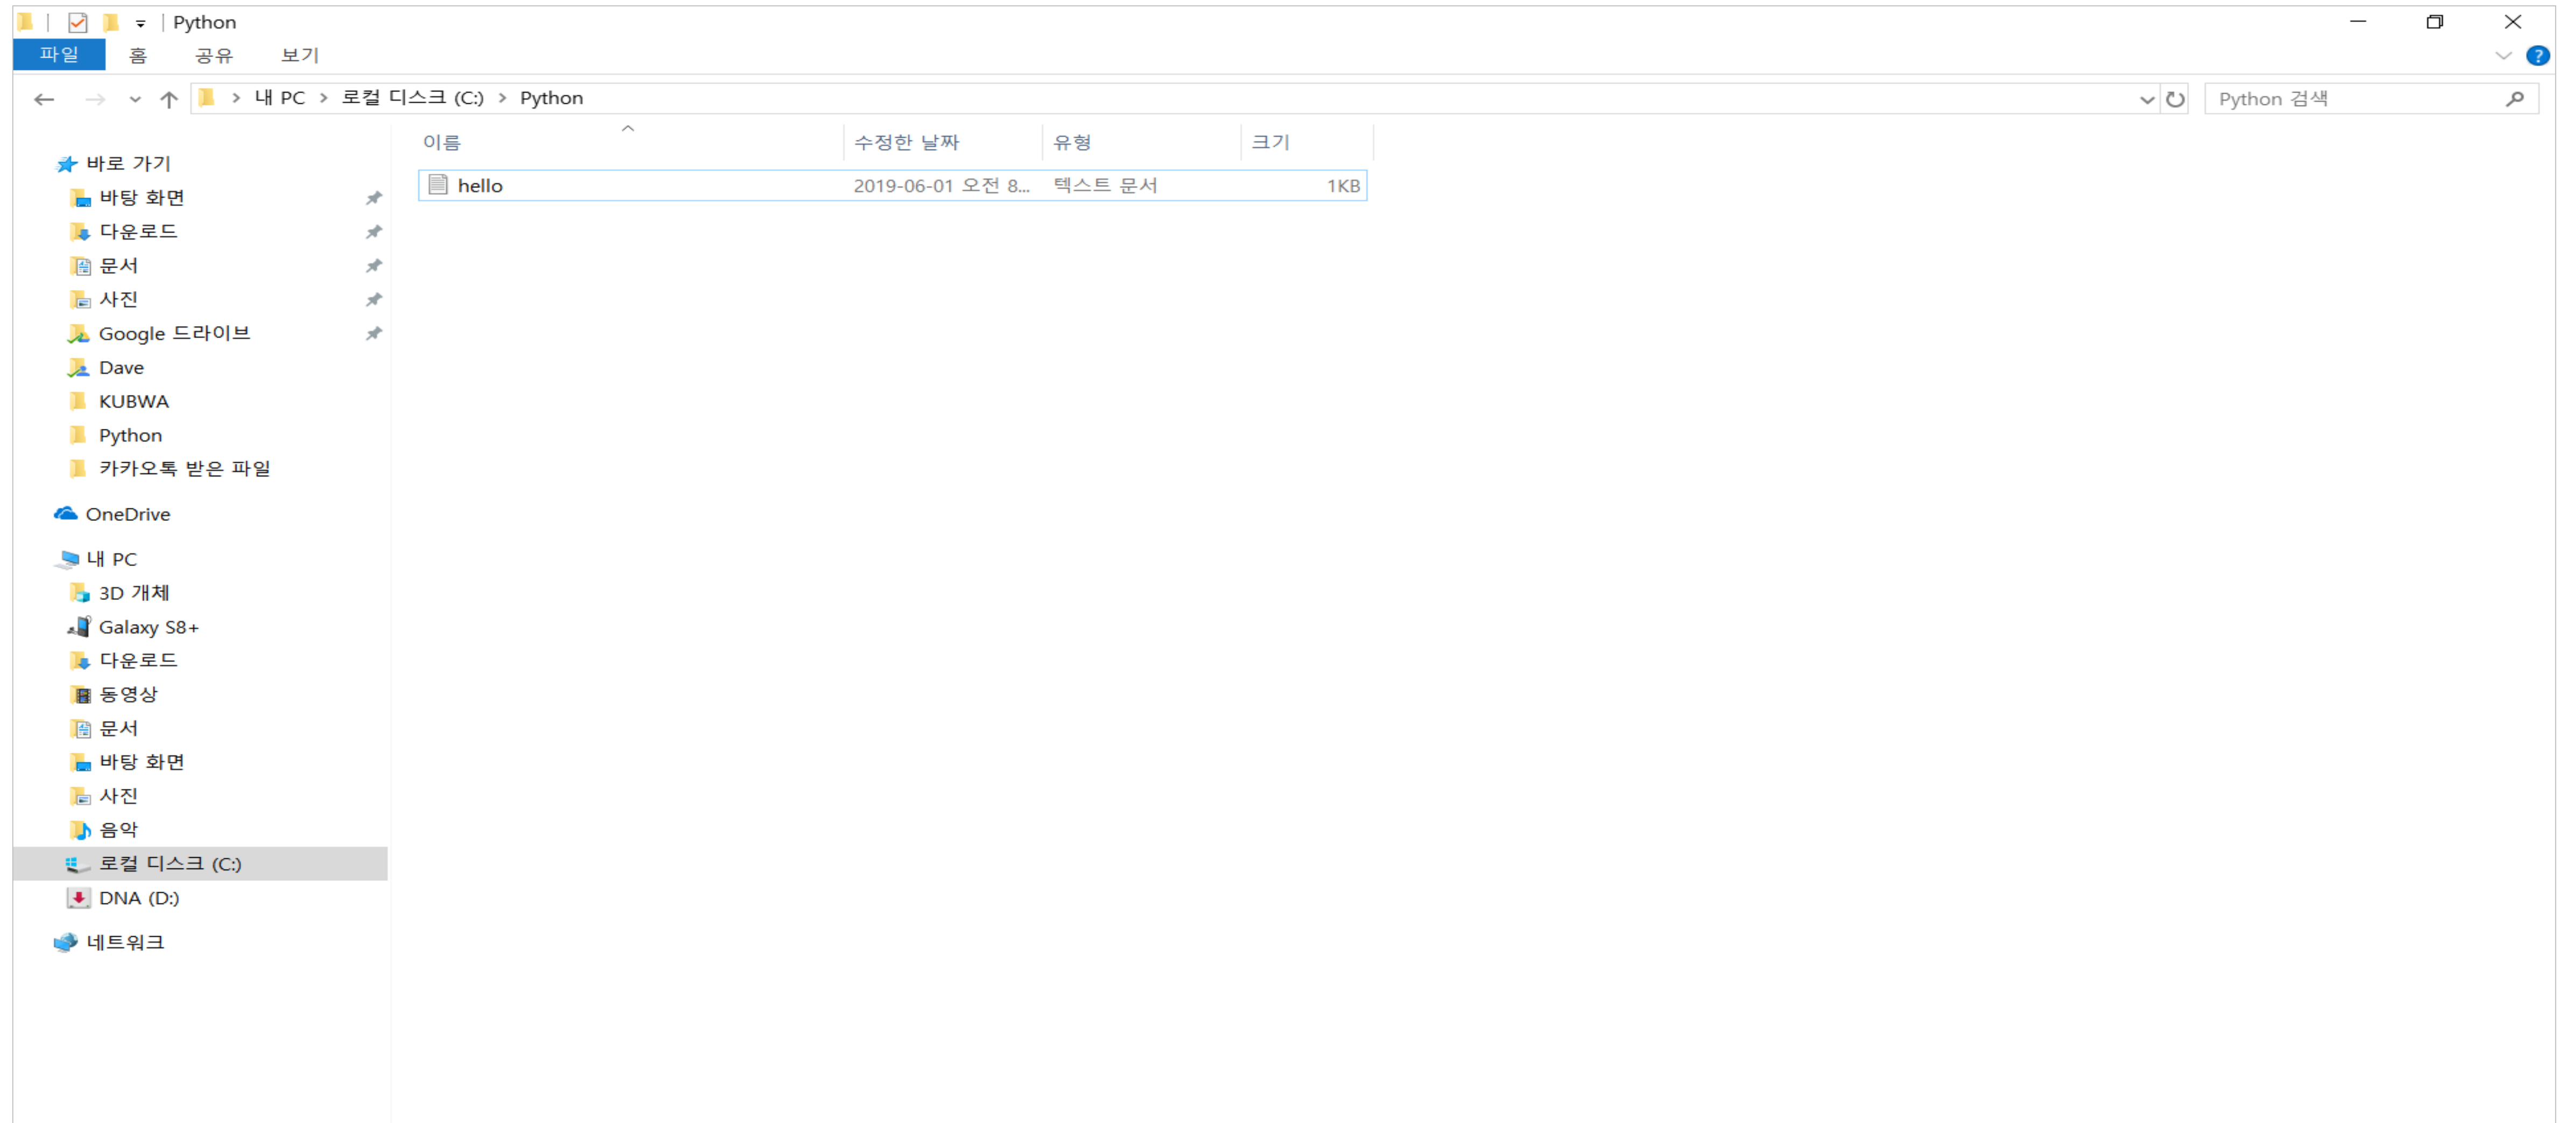 Python
파일 홈 공유 보기
내 PC > 로컬 디스크 (C:) > Python
Python 검색
이름 수정한 날짜 유형 크기
hello 2019-06-01 오전 8... 텍스트 문서 1KB
바로 가기
바탕 화면
다운로드
문서
사진
Google 드라이브
Dave
KUBWA
Python
카카오톡 받은 파일
OneDrive
내 PC
3D 개체
Galaxy S8+
다운로드
동영상
문서
바탕 화면
사진
음악
로컬 디스크 (C:)
DNA (D:)
네트워크